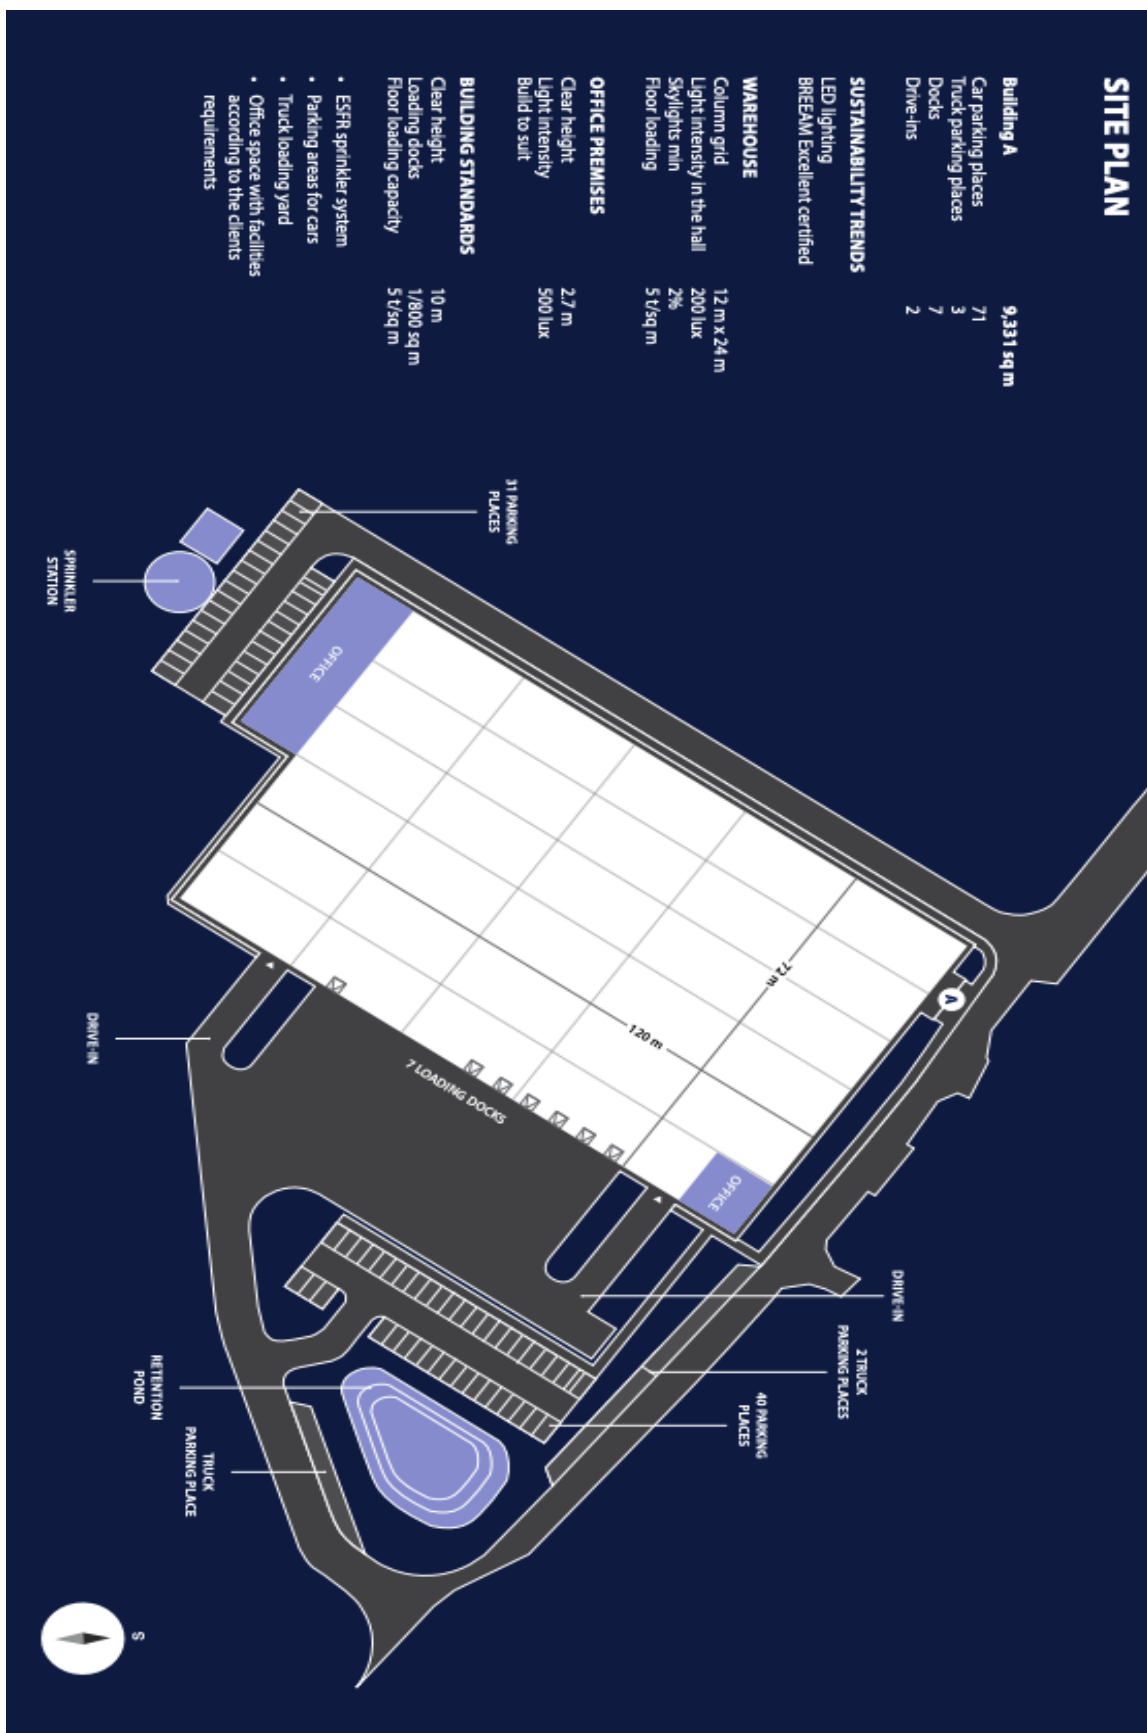 SITE PLAN
Building A 9,331 sq m
Car parking places 71
Truck parking places 3
Docks 7
Drive-ins 2
SUSTAINABILITY TRENDS
LED lighting
BREEAM Excellent certified
WAREHOUSE
Column grid 12 m x 24 m
Light intensity in the hall 200 lux
Skylights min 2%
Floor loading 5 t/sq m
OFFICE PREMISES
Clear height 2.7 m
Light intensity 500 lux
Build to suit
BUILDING STANDARDS
Clear height 10 m
Loading docks 1/800 sq m
Floor loading capacity 5 t/sq m
• ESFR sprinkler system
• Parking areas for cars
• Truck loading yard
• Office space with facilities
according to the clients
requirements
31 PARKING
PLACES
SPRINKLER
STATION
OFFICE
A
72 m
120 m
7 LOADING DOCKS
OFFICE
DRIVE-IN
DRIVE-IN
2 TRUCK
PARKING PLACES
40 PARKING
PLACES
RETENTION
POND
TRUCK
PARKING PLACE
S